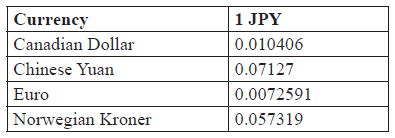 Currency 1 JPY
Canadian Dollar 0.010406
Chinese Yuan 0.07127
Euro 0.0072591
Norwegian Kroner 0.057319